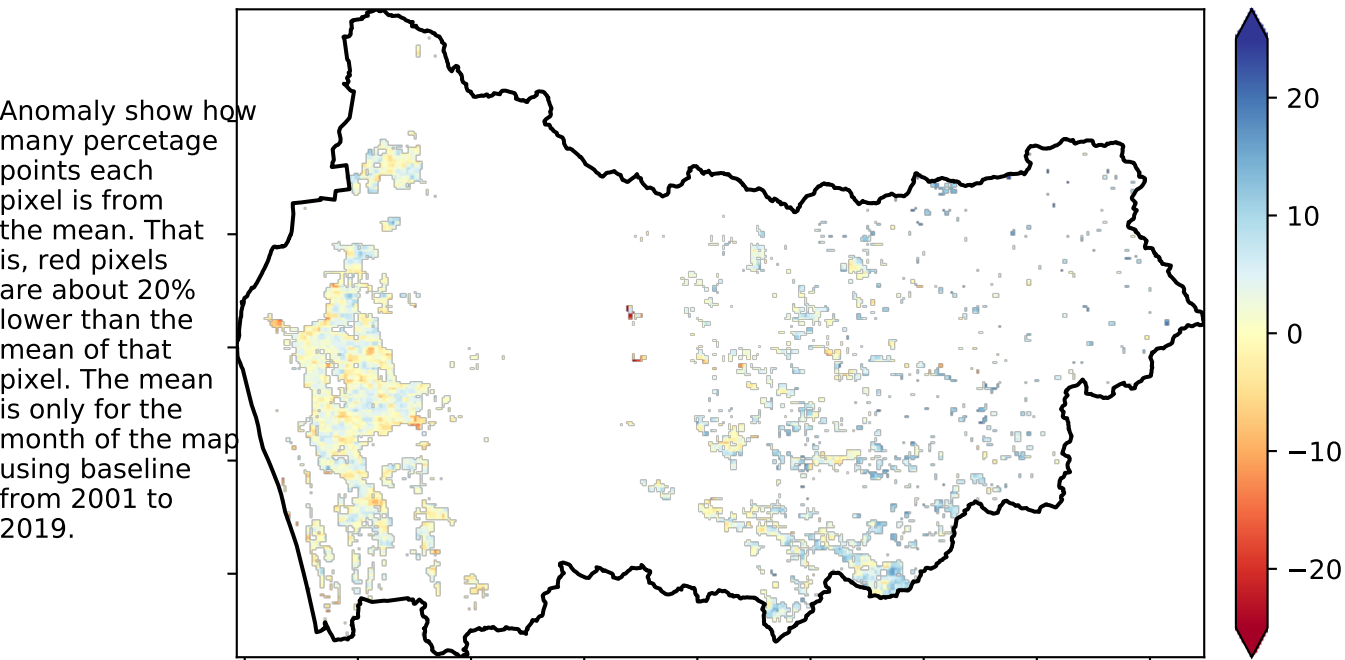 Anomaly show how
many percetage
points each
pixel is from
the mean. That
is, red pixels
are about 20%
lower than the
mean of that
pixel. The mean
is only for the
month of the map
using baseline
from 2001 to
2019.
20
10
0
−10
−20